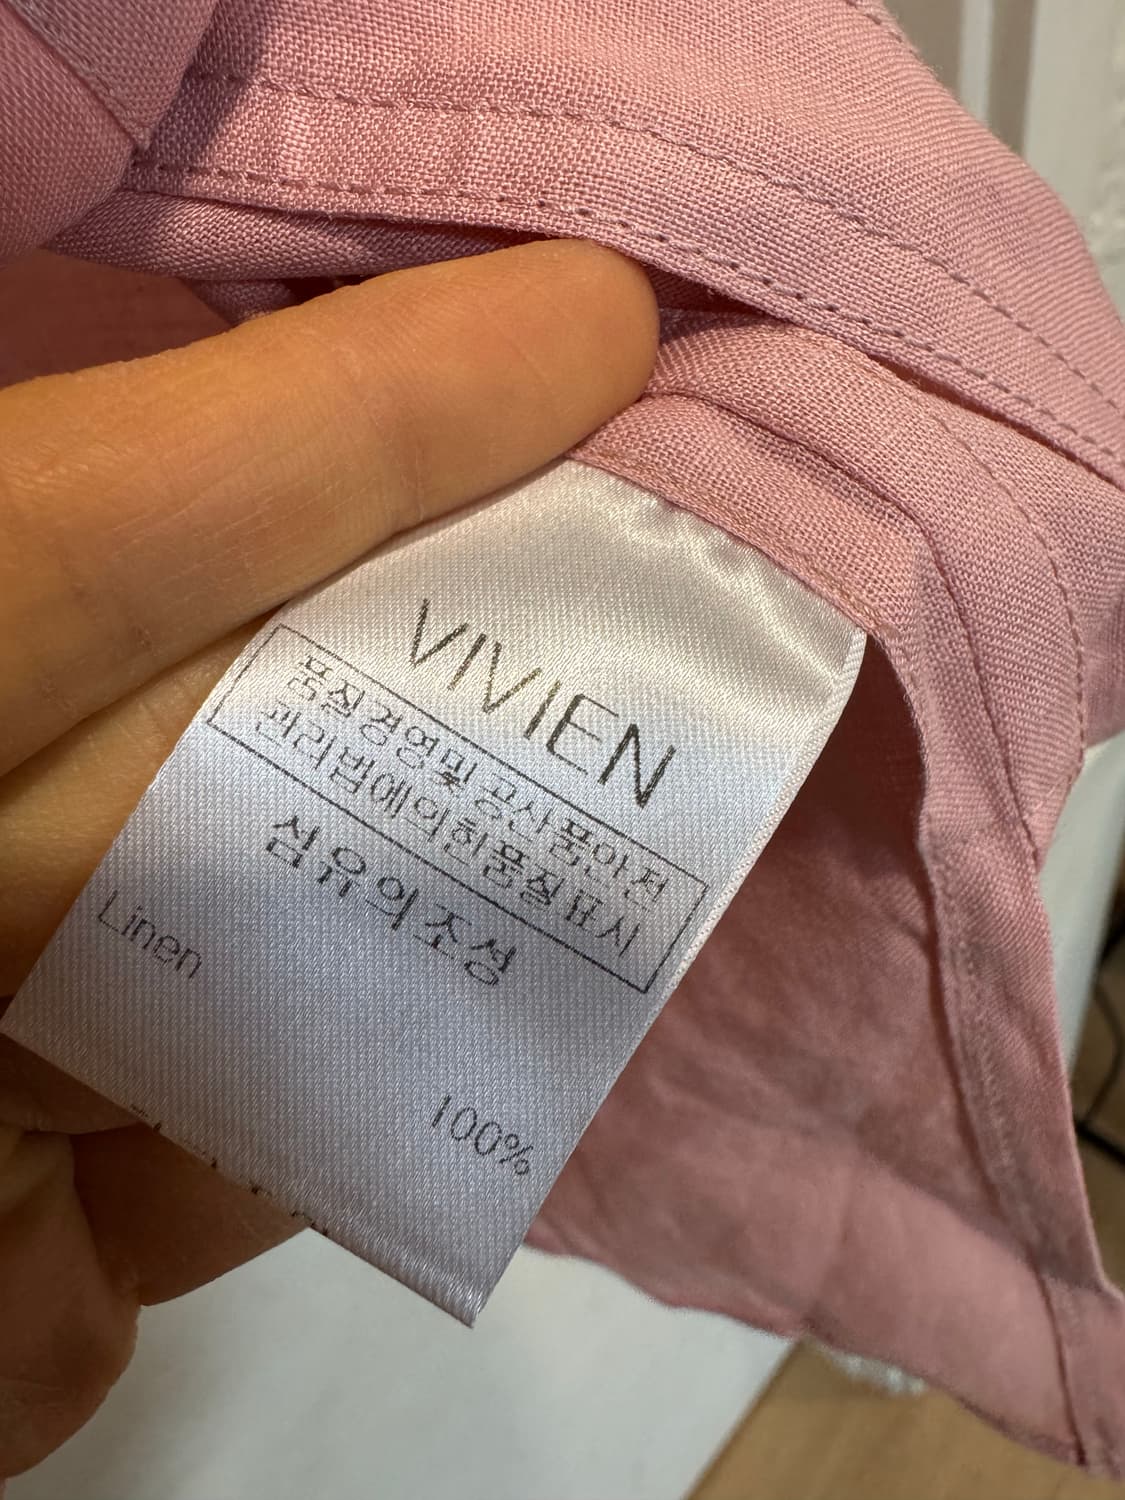 VIVIEN
품질경영및 공산품안전
관리법에의한품질표시
섬유의조성
Linen
100%